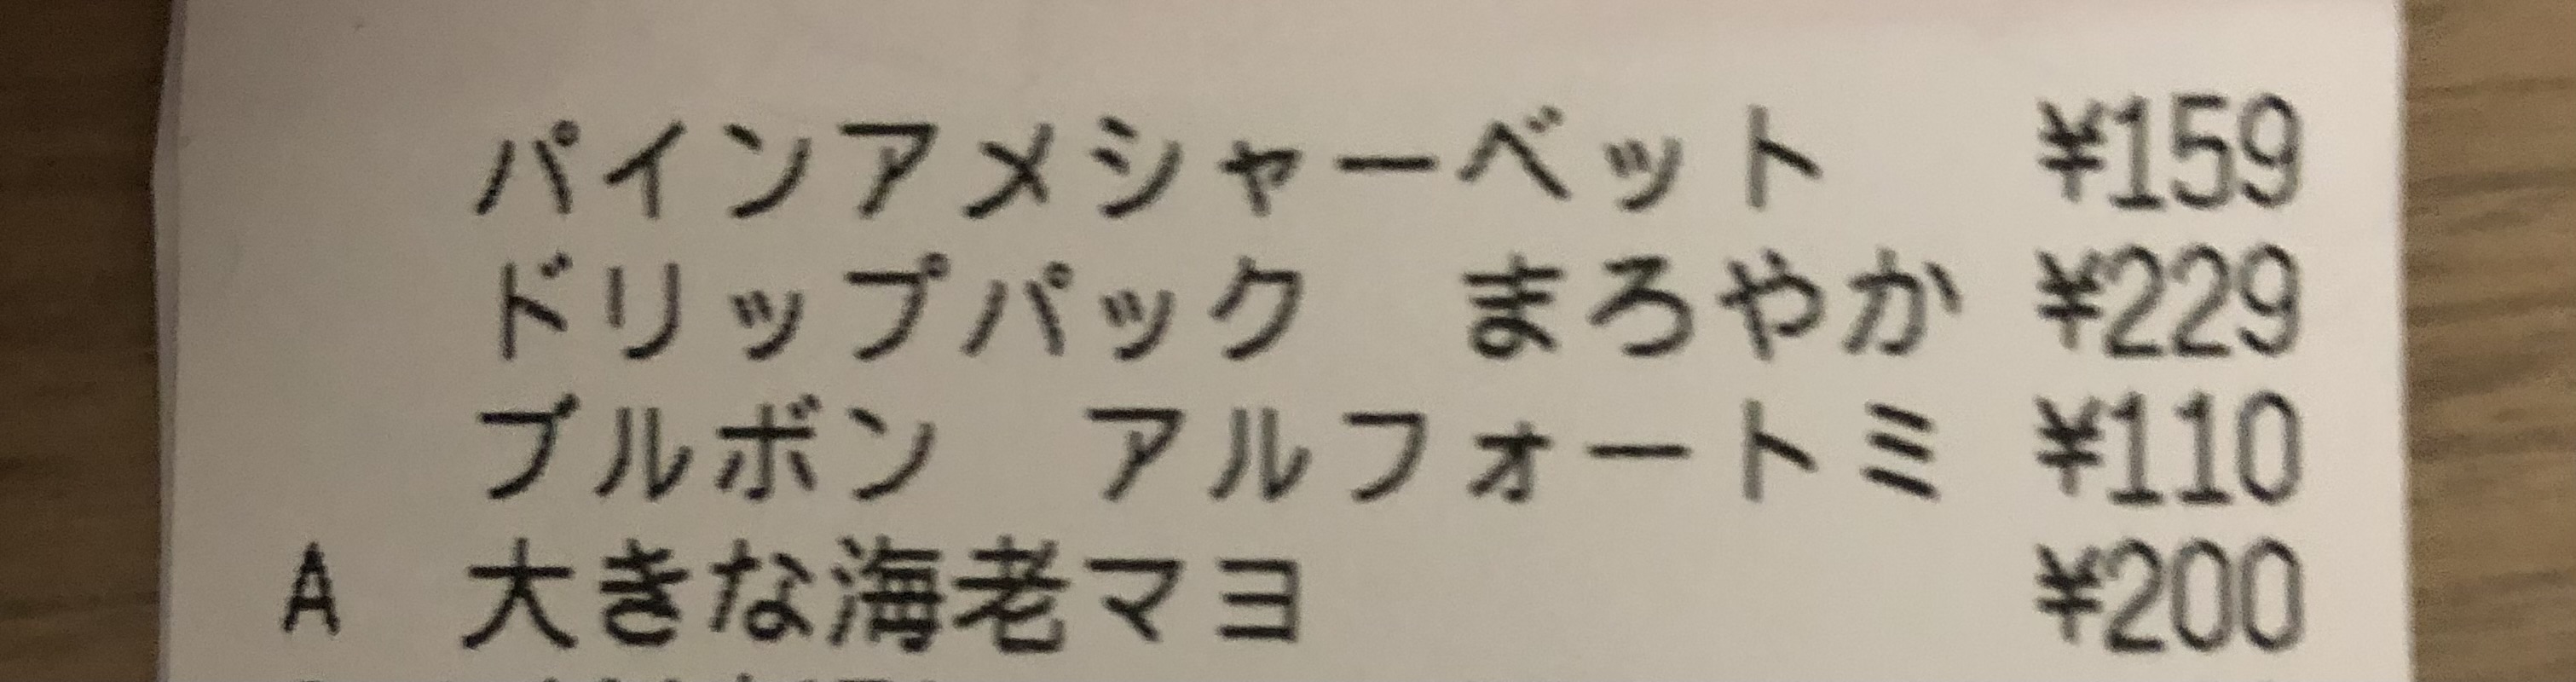 パインアメシャーベット ¥159
ドリップパック　まろやか ¥229
ブルボン　アルフォートミ ¥110
A 大きな海老マヨ ¥200